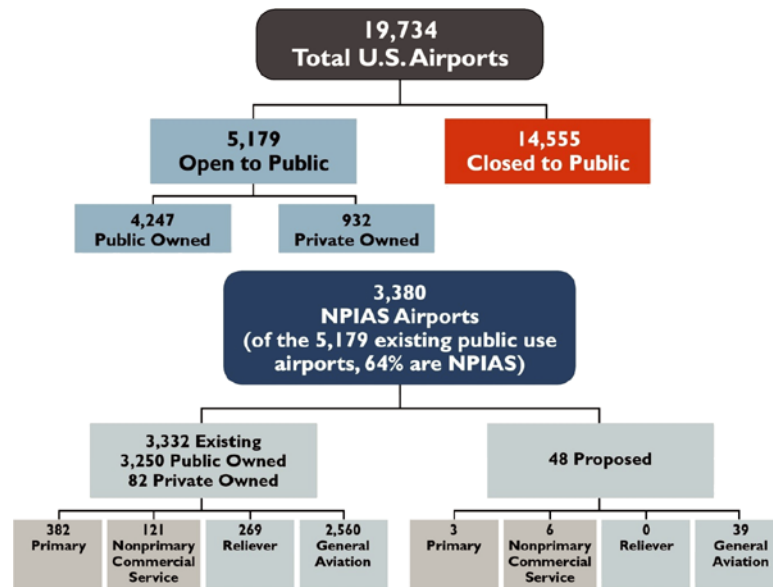 19,734
Total U.S. Airports
5,179
Open to Public
14,555
Closed to Public
4,247
Public Owned
932
Private Owned
3,380
NPIAS Airports
(of the 5,179 existing public use
airports, 64% are NPIAS)
3,332 Existing
3,250 Public Owned
82 Private Owned
48 Proposed
382
Primary
121
Nonprimary
Commercial
Service
269
Reliever
2,560
General
Aviation
3
Primary
6
Nonprimary
Commercial
Service
0
Reliever
39
General
Aviation